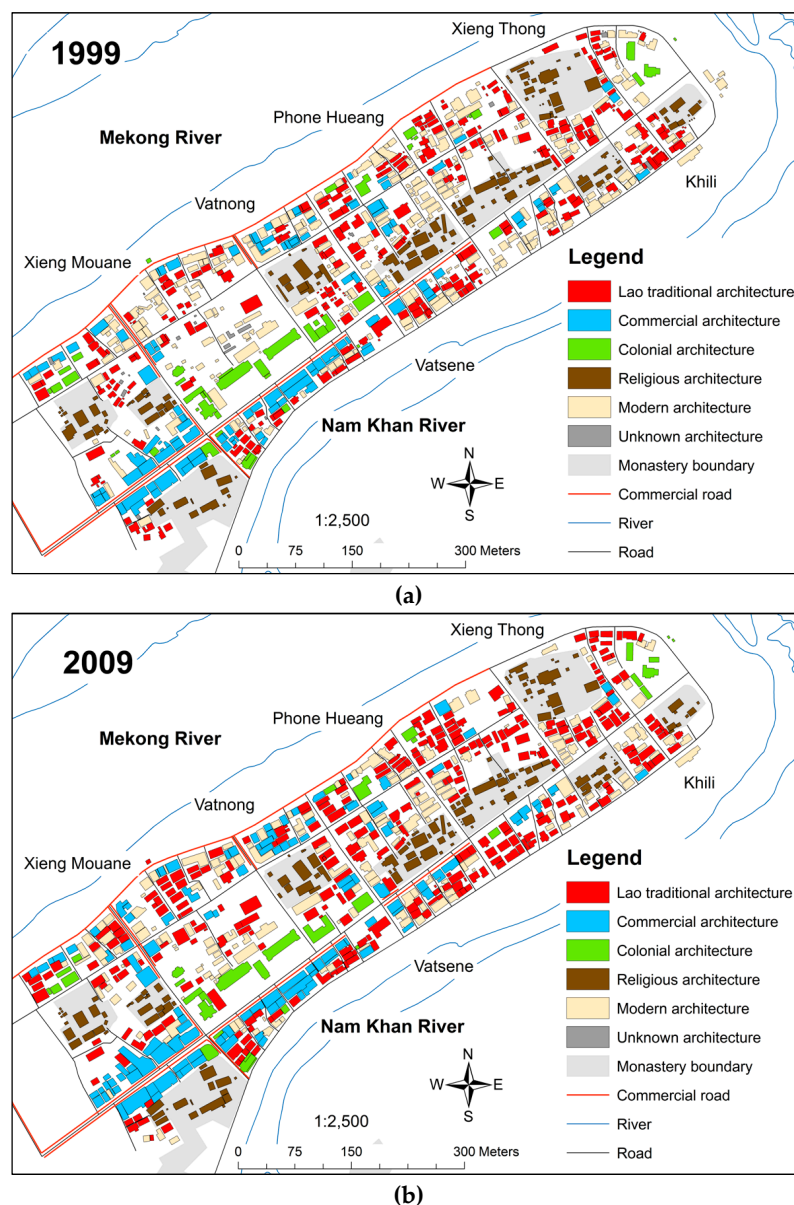 1999
Xieng Thong
Phone Hueang
Mekong River
Vatnong
Khili
Xieng Mouane
Legend
Lao traditional architecture
Commercial architecture
Colonial architecture
Religious architecture
Modern architecture
Unknown architecture
Monastery boundary
Commercial road
River
Road
Vatsene
Nam Khan River
N
W E
S
1:2,500
0 75 150 300 Meters
(a)
2009
Xieng Thong
Phone Hueang
Mekong River
Khili
Vatnong
Xieng Mouane
Legend
Lao traditional architecture
Commercial architecture
Colonial architecture
Religious architecture
Modern architecture
Unknown architecture
Monastery boundary
Commercial road
River
Road
Vatsene
Nam Khan River
N
W E
S
1:2,500
0 75 150 300 Meters
(b)